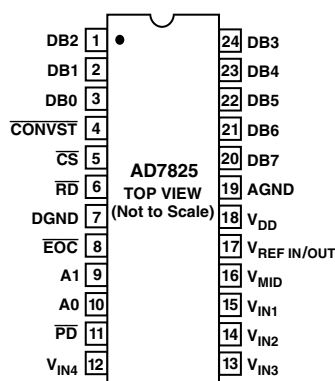 DB2 1
DB1 2
DB0 3
CONVST 4
CS 5
RD 6
DGND 7
EOC 8
A1 9
A0 10
PD 11
VIN4 12
AD7825
TOP VIEW
(Not to Scale)
24 DB3
23 DB4
22 DB5
21 DB6
20 DB7
19 AGND
18 VDD
17 VREF IN/OUT
16 VMID
15 VIN1
14 VIN2
13 VIN3